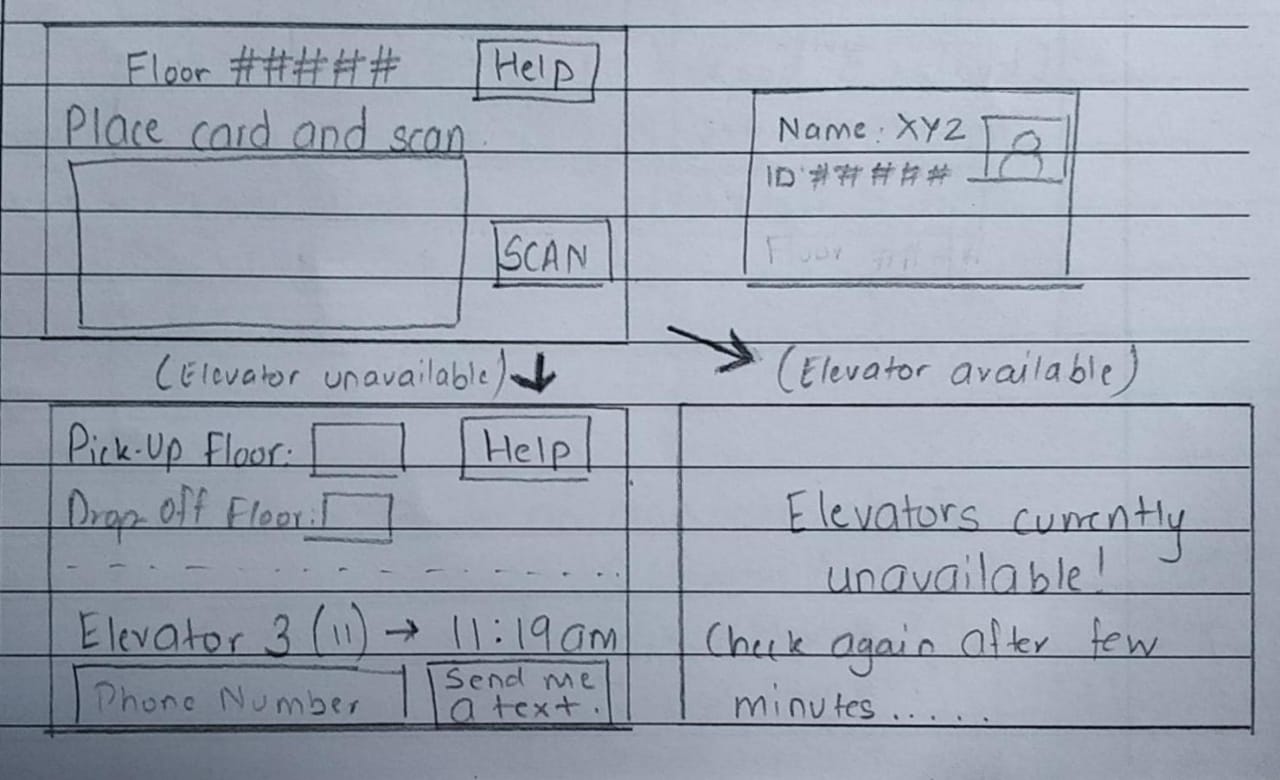 Floor #####
Help
Place card and scan
SCAN
Name: XYZ
ID #####
Floor ####
(Elevator unavailable)
(Elevator available)
Pick-Up Floor:
Help
Drop Off Floor:
Elevator 3 (11) → 11:19am
Phone Number
Send me
a text.
Elevators currently
unavailable!
Check again after few
minutes.....